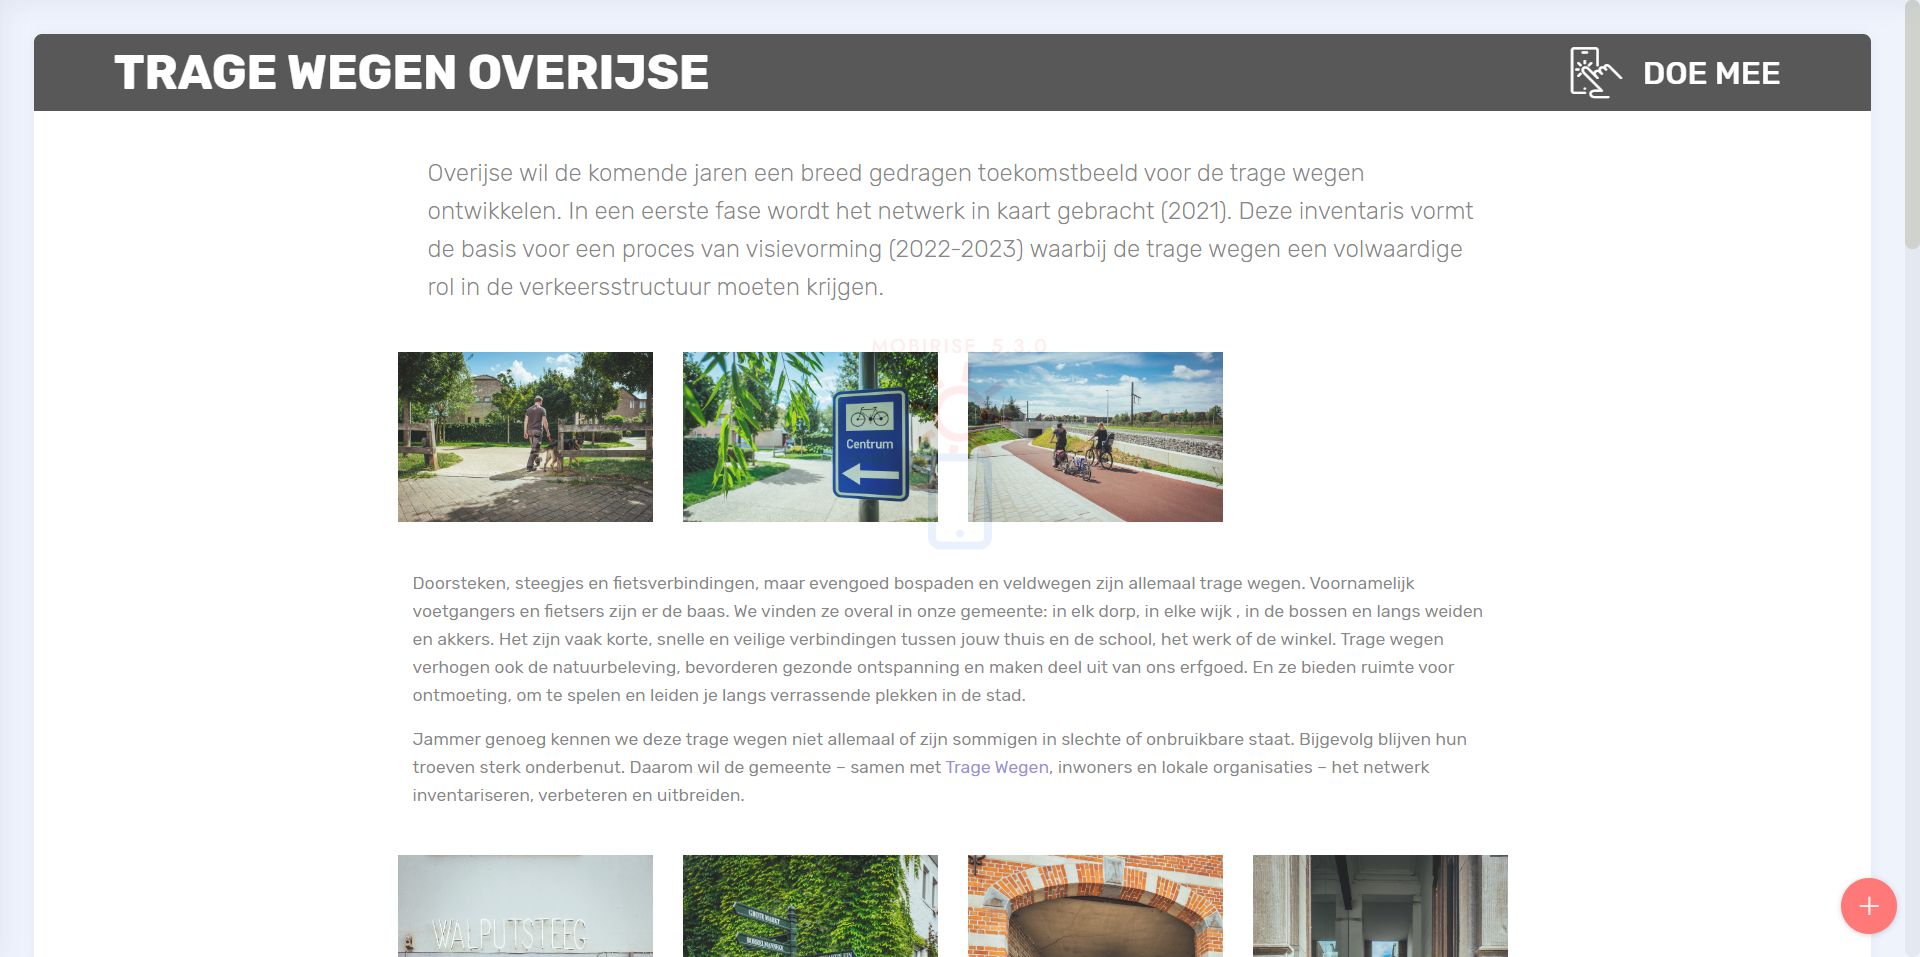 TRAGE WEGEN OVERIJSE
DOE MEE
Overijse wil de komende jaren een breed gedragen toekomstbeeld voor de trage wegen
ontwikkelen. In een eerste fase wordt het netwerk in kaart gebracht (2021). Deze inventaris vormt
de basis voor een proces van visievorming (2022-2023) waarbij de trage wegen een volwaardige
rol in de verkeersstructuur moeten krijgen.
MOBIRISE 5.3.0
Centrum
Doorsteken, steegjes en fietsverbindingen, maar evengoed bospaden en veldwegen zijn allemaal trage wegen. Voornamelijk
voetgangers en fietsers zijn er de baas. We vinden ze overal in onze gemeente: in elk dorp, in elke wijk , in de bossen en langs weiden
en akkers. Het zijn vaak korte, snelle en veilige verbindingen tussen jouw thuis en de school, het werk of de winkel. Trage wegen
verhogen ook de natuurbeleving, bevorderen gezonde ontspanning en maken deel uit van ons erfgoed. En ze bieden ruimte voor
ontmoeting, om te spelen en leiden je langs verrassende plekken in de stad.
Jammer genoeg kennen we deze trage wegen niet allemaal of zijn sommigen in slechte of onbruikbare staat. Bijgevolg blijven hun
troeven sterk onderbenut. Daarom wil de gemeente – samen met Trage Wegen, inwoners en lokale organisaties – het netwerk
inventariseren, verbeteren en uitbreiden.
WALPUTSTEEG
GROTE MARKT